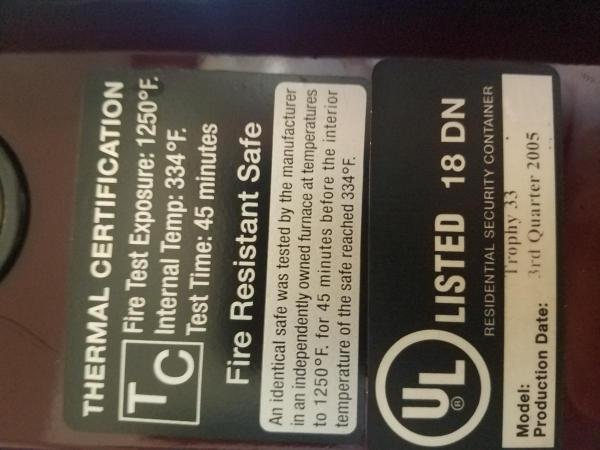 THERMAL CERTIFICATION
TC
Fire Test Exposure: 1250°F.
Internal Temp: 334°F.
Test Time: 45 minutes
Fire Resistant Safe
An identical safe was tested by the manufacturer
in an independently owned furnace at temperatures
to 1250°F. for 45 minutes before the interior
temperature of the safe reached 334°F.
UL
®
LISTED 18 DN
RESIDENTIAL SECURITY CONTAINER
Model: Trophy 33
Production Date: 3rd Quarter 2005